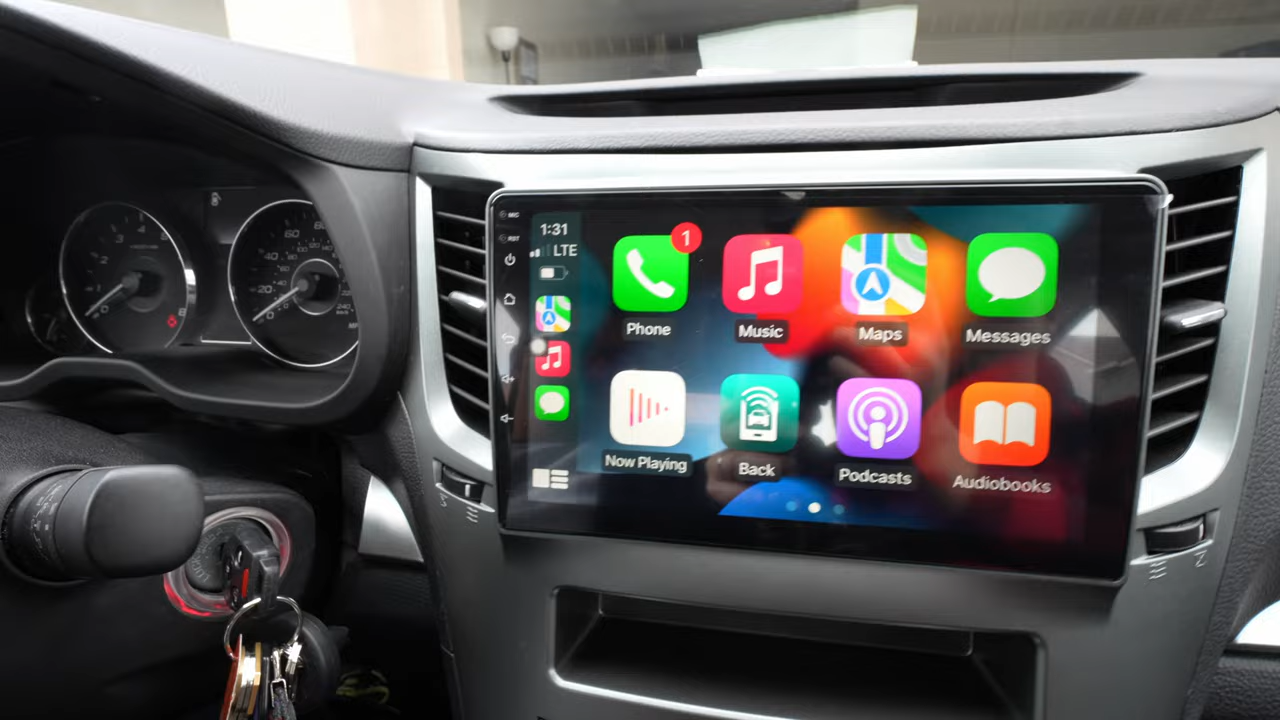 MIC
1:31
RST
LTE
1
Phone
Music
Maps
Messages
Now Playing
Back
Podcasts
Audiobooks